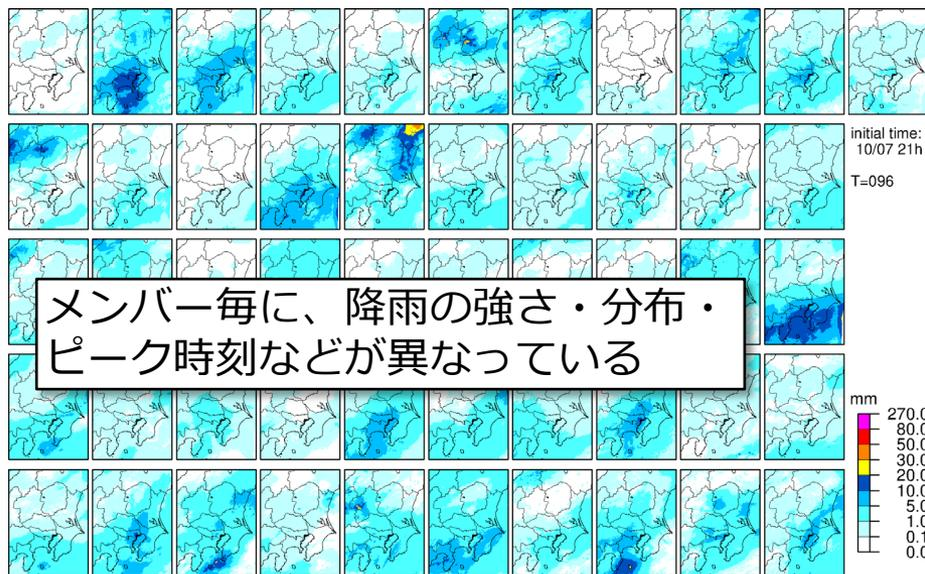 initial time:
10/07 21h
T=096
メンバー毎に、降雨の強さ・分布・
ピーク時刻などが異なっている
mm
270.0
80.0
50.0
30.0
20.0
10.0
5.0
1.0
0.1
0.0